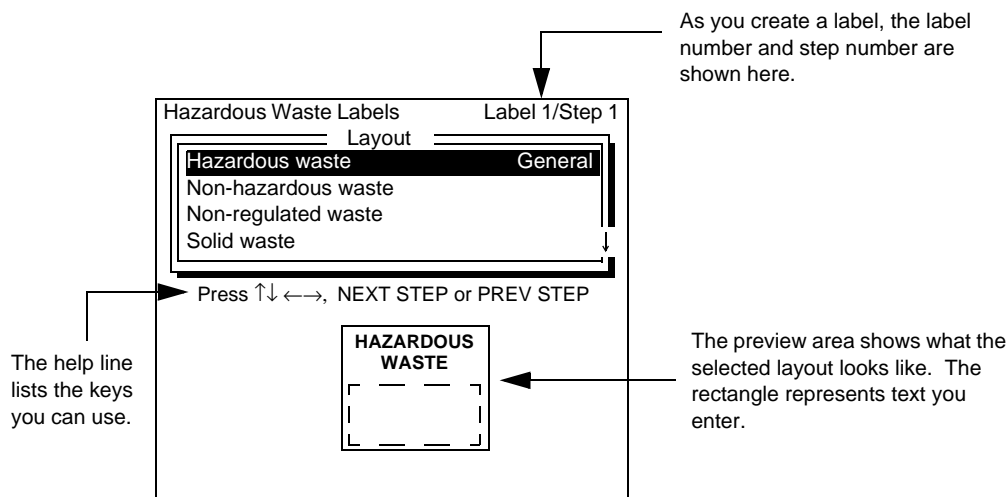 As you create a label, the label
number and step number are
shown here.
Hazardous Waste Labels Label 1/Step 1
Layout
Hazardous waste General
Non-hazardous waste
Non-regulated waste
Solid waste
↓
Press ↑↓ ←→, NEXT STEP or PREV STEP
HAZARDOUS
WASTE
The help line
lists the keys
you can use.
The preview area shows what the
selected layout looks like. The
rectangle represents text you
enter.